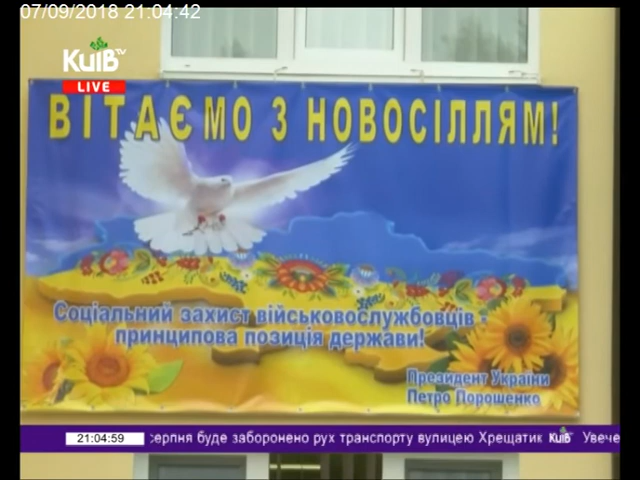 07/09/2018 21:04:42
КиїВ TV
LIVE
ВІТАЄМО З НОВОСІЛЛЯМ!
Соціальний захист військовослужбовців -
принципова позиція держави!
Президент України
Петро Порошенко
21:04:59 серпня буде заборонено рух транспорту вулицею Хрещатик КиїВ Увече